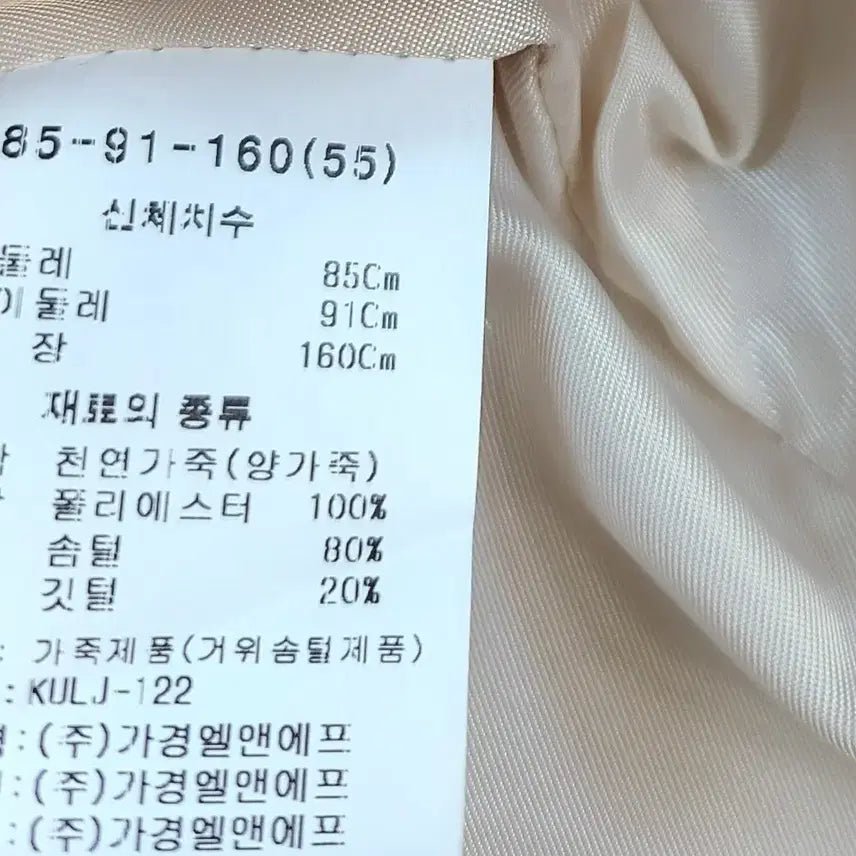 85-91-160(55)
신체치수
둘레 85Cm
이둘레 91Cm
장 160Cm
재료의 종류
천연가죽(양가죽)
폴리에스터 100%
솜털 80%
깃털 20%
: 가죽제품(거위솜털제품)
: KULJ-122
: (주)가경엘앤에프
: (주)가경엘앤에프
: (주)가경엘앤에프